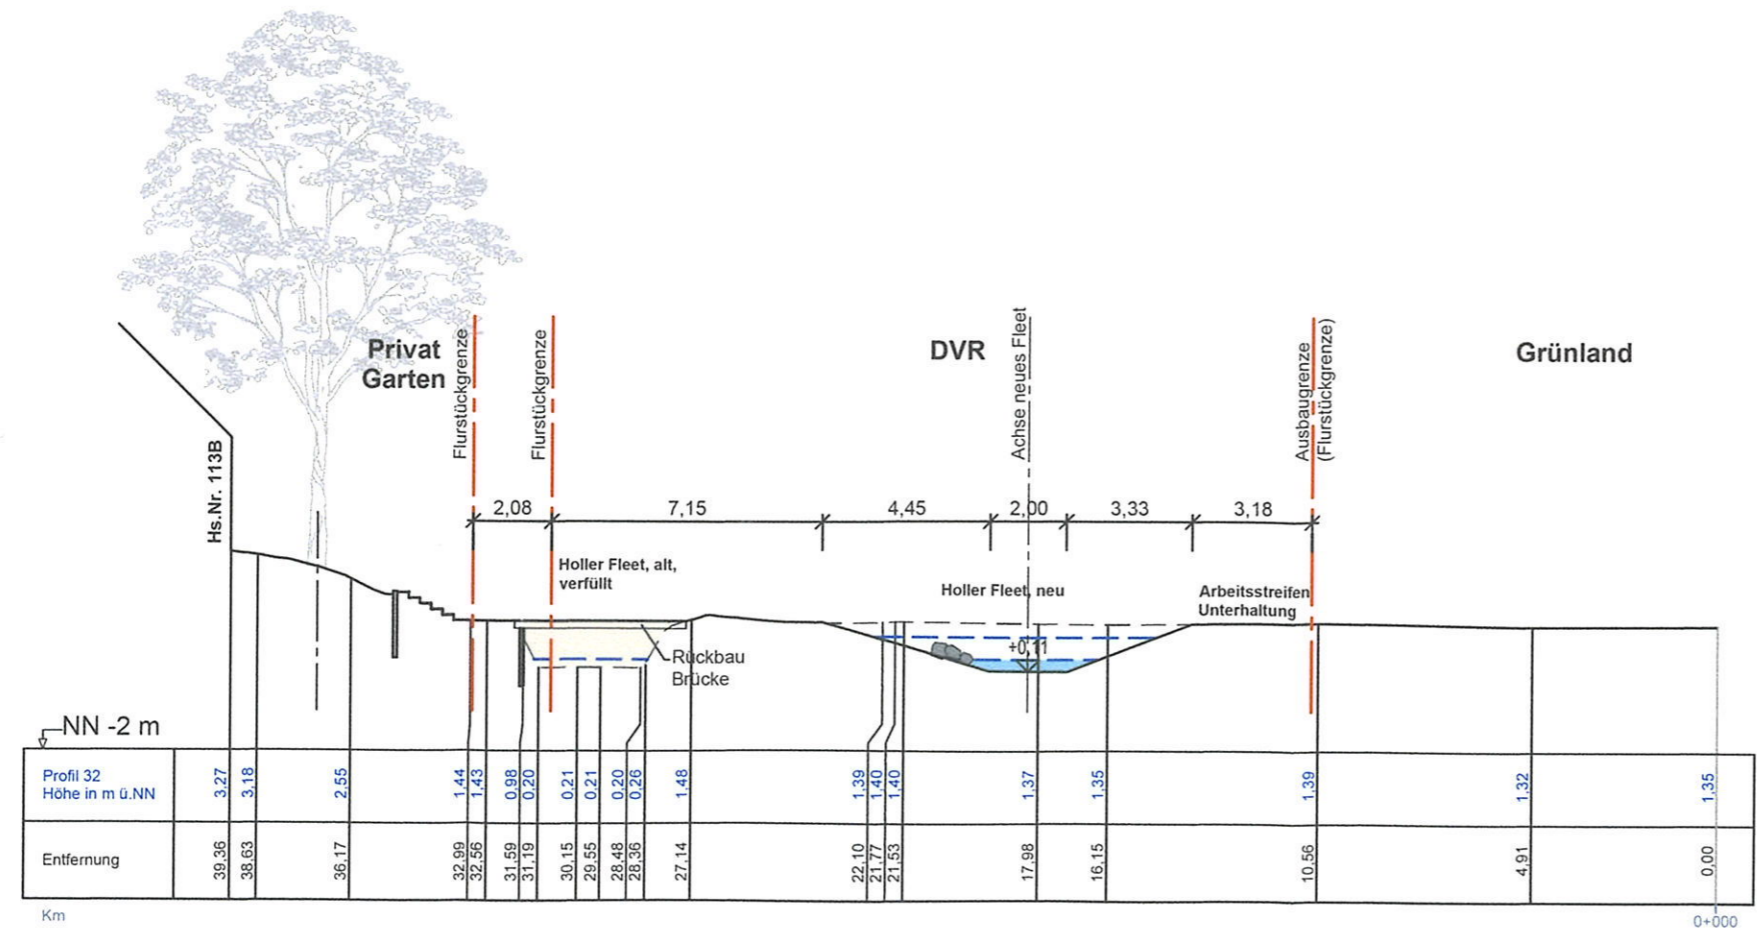 Privat
Garten
DVR
Grünland
Hs.Nr. 113B
Flurstückgrenze
Flurstückgrenze
Achse neues Fleet
Ausbaugrenze
(Flurstückgrenze)
2,08
7,15
4,45
2,00
3,33
3,18
Holler Fleet, alt,
verfüllt
Holler Fleet, neu
Arbeitsstreifen
Unterhaltung
+0,11
Rückbau
Brücke
NN -2 m
Profil 32
Höhe in m ü.NN
3,27
3,18
2,55
1,44
1,43
0,98
0,20
0,21
0,21
0,20
0,26
1,48
1,39
1,40
1,40
1,37
1,35
1,39
1,32
1,35
Entfernung
39,36
38,63
36,17
32,99
32,56
31,59
31,19
30,15
29,55
28,48
28,36
27,14
22,10
21,77
21,53
17,98
16,15
10,56
4,91
0,00
Km
0+000